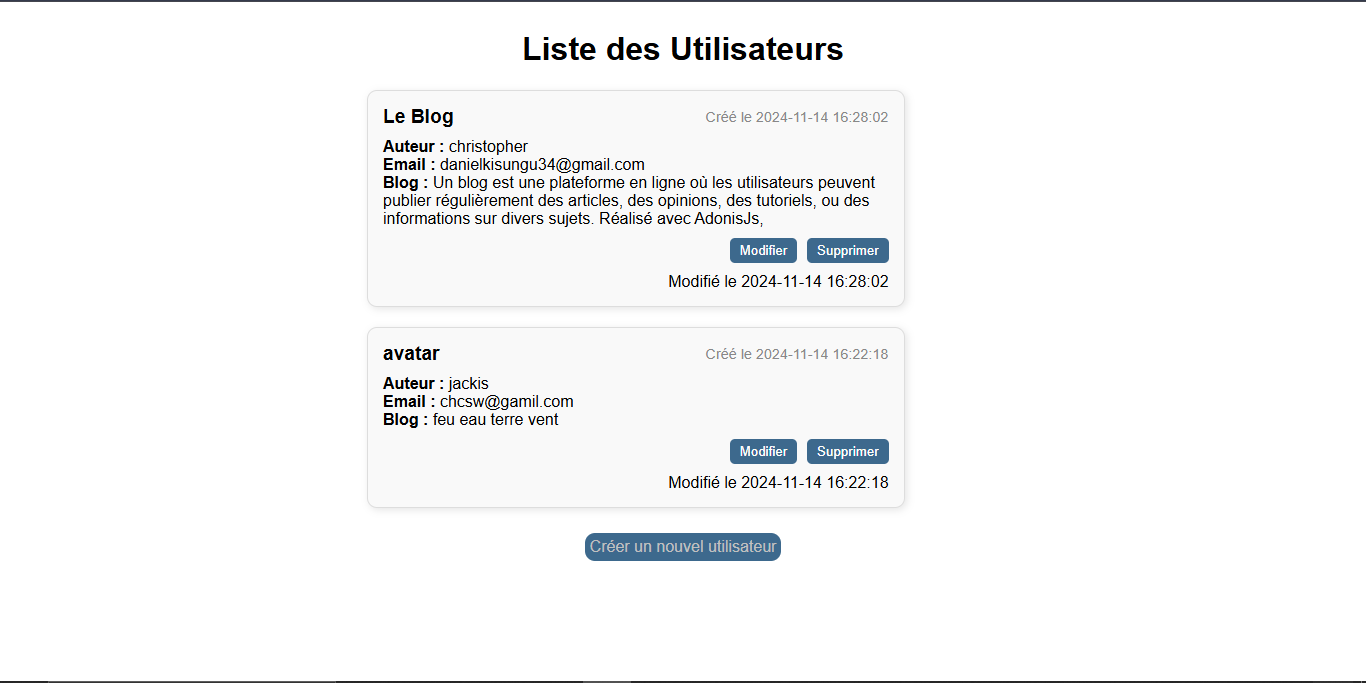 Liste des Utilisateurs
Le Blog
Créé le 2024-11-14 16:28:02
Auteur : christopher
Email : danielkisungu34@gmail.com
Blog : Un blog est une plateforme en ligne où les utilisateurs peuvent
publier régulièrement des articles, des opinions, des tutoriels, ou des
informations sur divers sujets. Réalisé avec AdonisJs,
Modifier
Supprimer
Modifié le 2024-11-14 16:28:02
avatar
Créé le 2024-11-14 16:22:18
Auteur : jackis
Email : chcsw@gamil.com
Blog : feu eau terre vent
Modifier
Supprimer
Modifié le 2024-11-14 16:22:18
Créer un nouvel utilisateur